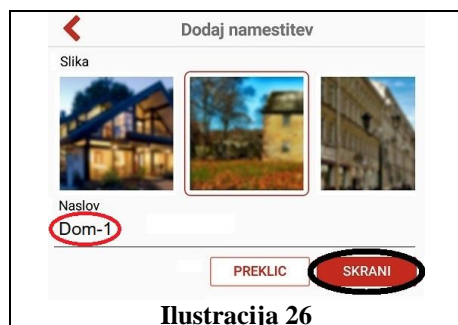 Dodaj namestitev
Slika
Naslov
Dom-1
PREKLIC SKRANI
Ilustracija 26